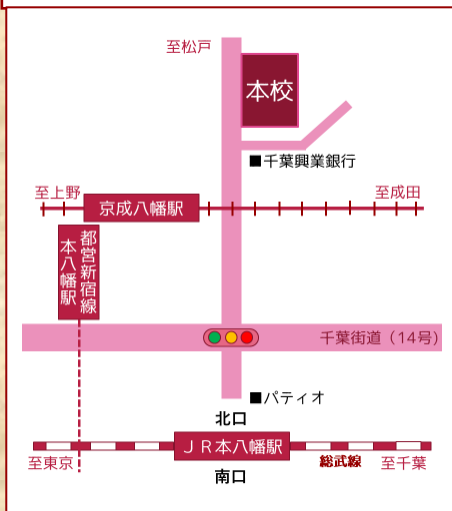 至松戸
本校
■千葉興業銀行
至上野
至成田
京成八幡駅
都営新宿線
本八幡駅
千葉街道（14号）
■パティオ
北口
ＪＲ本八幡駅
至東京
総武線
至千葉
南口